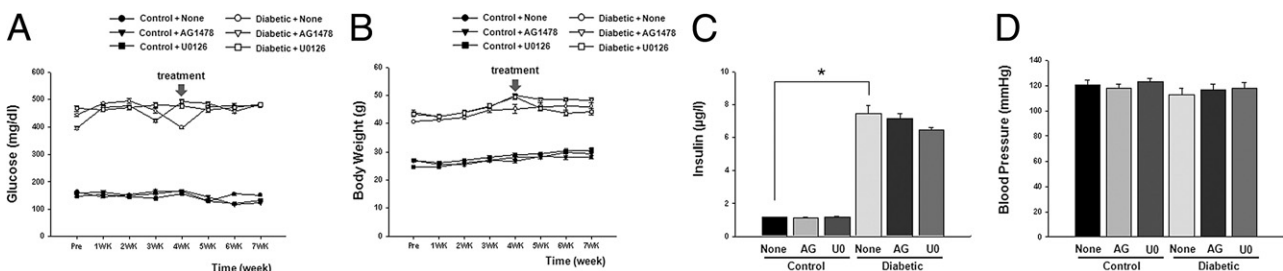 A
Control + None
Diabetic + None
Control + AG1478
Diabetic + AG1478
Control + U0126
Diabetic + U0126
treatment
Glucose (mg/dl)
600
500
400
300
200
100
0
Pre 1WK 2WK 3WK 4WK 5WK 6WK 7WK
Time (week)
B
Control + None
Diabetic + None
Control + AG1478
Diabetic + AG1478
Control + U0126
Diabetic + U0126
treatment
Body Weight (g)
60
50
40
30
20
10
0
Pre 1WK 2WK 3WK 4WK 5WK 6WK 7WK
Time (week)
C
Insulin (µg/l)
10
8
6
4
2
0
*
None AG U0 None AG U0
Control Diabetic
D
Blood Pressure (mmHg)
140
120
100
80
60
40
20
0
None AG U0 None AG U0
Control Diabetic